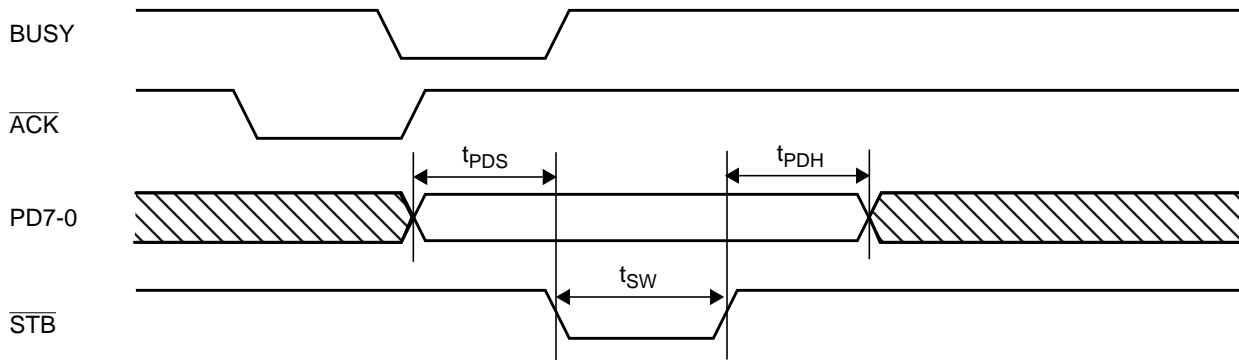 BUSY
ACK
tPDS
tPDH
PD7-0
tSW
STB